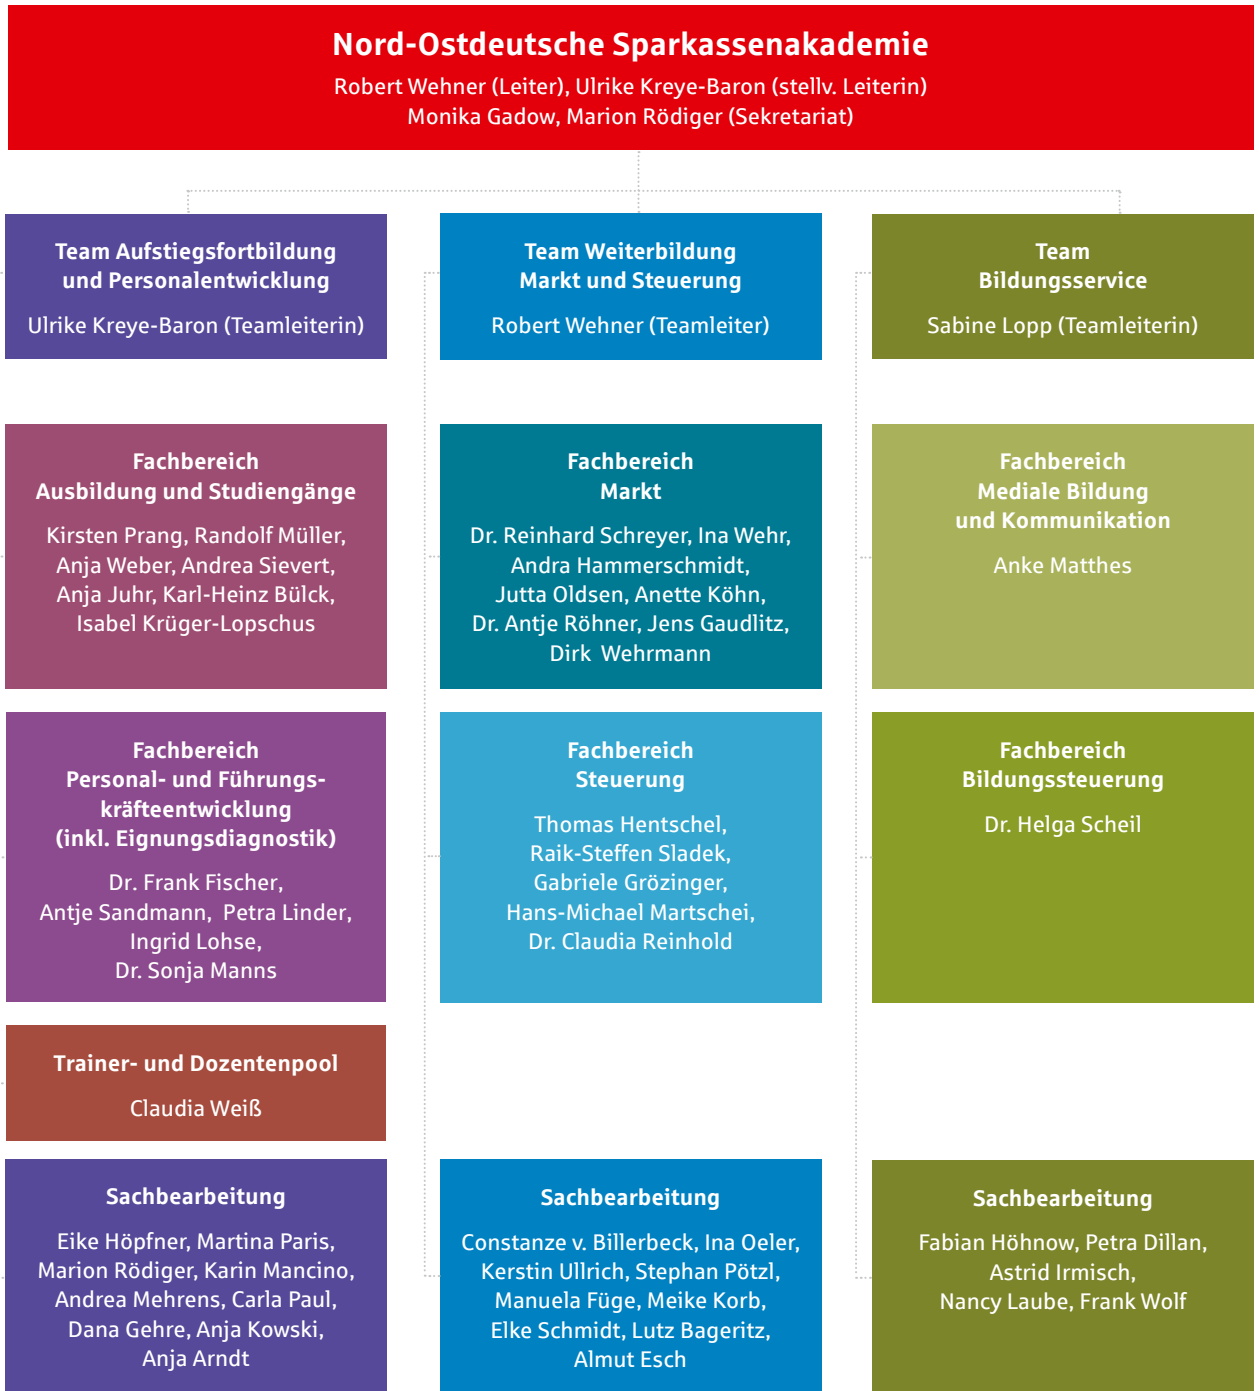 Nord-Ostdeutsche Sparkassenakademie
Robert Wehner (Leiter), Ulrike Kreye-Baron (stellv. Leiterin)
Monika Gadow, Marion Rödiger (Sekretariat)
Team Aufstiegsfortbildung
und Personalentwicklung
Ulrike Kreye-Baron (Teamleiterin)
Fachbereich
Ausbildung und Studiengänge
Kirsten Prang, Randolf Müller,
Anja Weber, Andrea Sievert,
Anja Juhr, Karl-Heinz Bülck,
Isabel Krüger-Lopschus
Fachbereich
Personal- und Führungs-
kräfteentwicklung
(inkl. Eignungsdiagnostik)
Dr. Frank Fischer,
Antje Sandmann, Petra Linder,
Ingrid Lohse,
Dr. Sonja Manns
Trainer- und Dozentenpool
Claudia Weiß
Sachbearbeitung
Eike Höpfner, Martina Paris,
Marion Rödiger, Karin Mancino,
Andrea Mehrens, Carla Paul,
Dana Gehre, Anja Kowski,
Anja Arndt
Team Weiterbildung
Markt und Steuerung
Robert Wehner (Teamleiter)
Fachbereich
Markt
Dr. Reinhard Schreyer, Ina Wehr,
Andra Hammerschmidt,
Jutta Oldsen, Anette Köhn,
Dr. Antje Röhner, Jens Gaudlitz,
Dirk Wehrmann
Fachbereich
Steuerung
Thomas Hentschel,
Raik-Steffen Sladek,
Gabriele Grözinger,
Hans-Michael Martschei,
Dr. Claudia Reinhold
Sachbearbeitung
Constanze v. Billerbeck, Ina Oeler,
Kerstin Ullrich, Stephan Pötzl,
Manuela Füge, Meike Korb,
Elke Schmidt, Lutz Bageritz,
Almut Esch
Team
Bildungsservice
Sabine Lopp (Teamleiterin)
Fachbereich
Mediale Bildung
und Kommunikation
Anke Matthes
Fachbereich
Bildungssteuerung
Dr. Helga Scheil
Sachbearbeitung
Fabian Höhnow, Petra Dillan,
Astrid Irmisch,
Nancy Laube, Frank Wolf